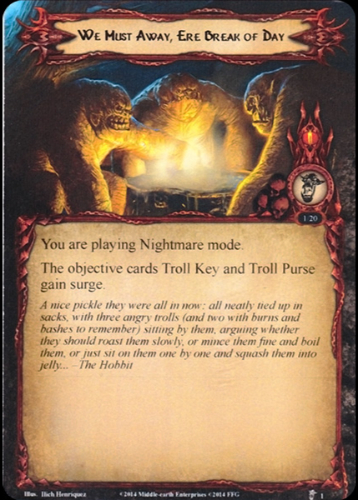 We Must Away, Ere Break of Day
1-20
You are playing Nightmare mode.
The objective cards Troll Key and Troll Purse
gain surge.
A nice pickle they were all in now: all neatly tied up in
sacks, with three angry trolls (and two with burns and
bashes to remember) sitting by them, arguing whether
they should roast them slowly, or mince them fine and boil
them, or just sit on them one by one and squash them into
jelly... –The Hobbit
Illus. Ilich Henriquez
©2014 Middle-earth Enterprises ©2014 FFG
1